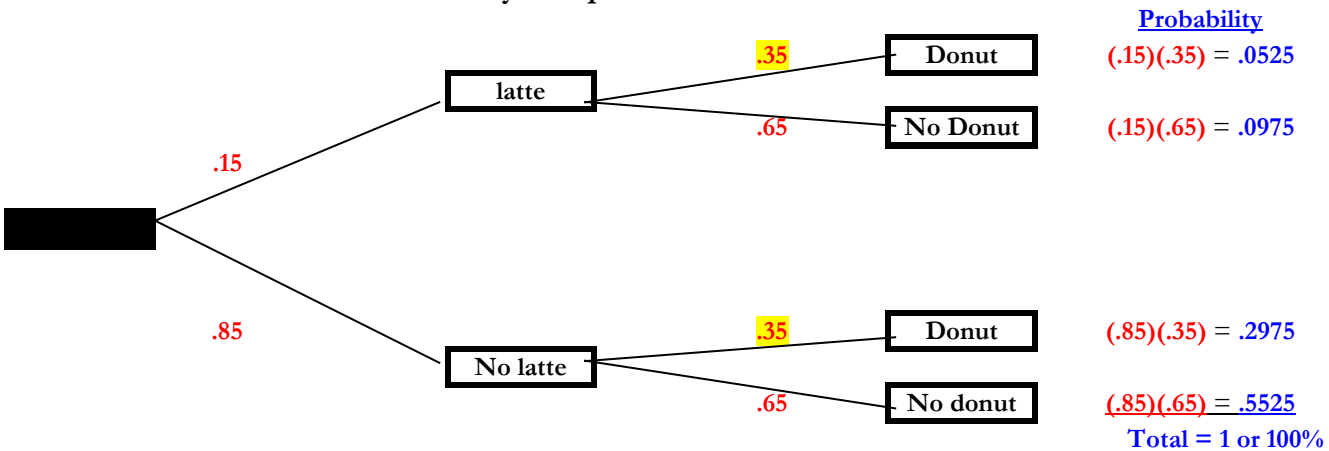 Probability
.35 Donut (.15)(.35) = .0525
latte
.65 No Donut (.15)(.65) = .0975
.15
.85 .35 Donut (.85)(.35) = .2975
No latte
.65 No donut (.85)(.65) = .5525
Total = 1 or 100%